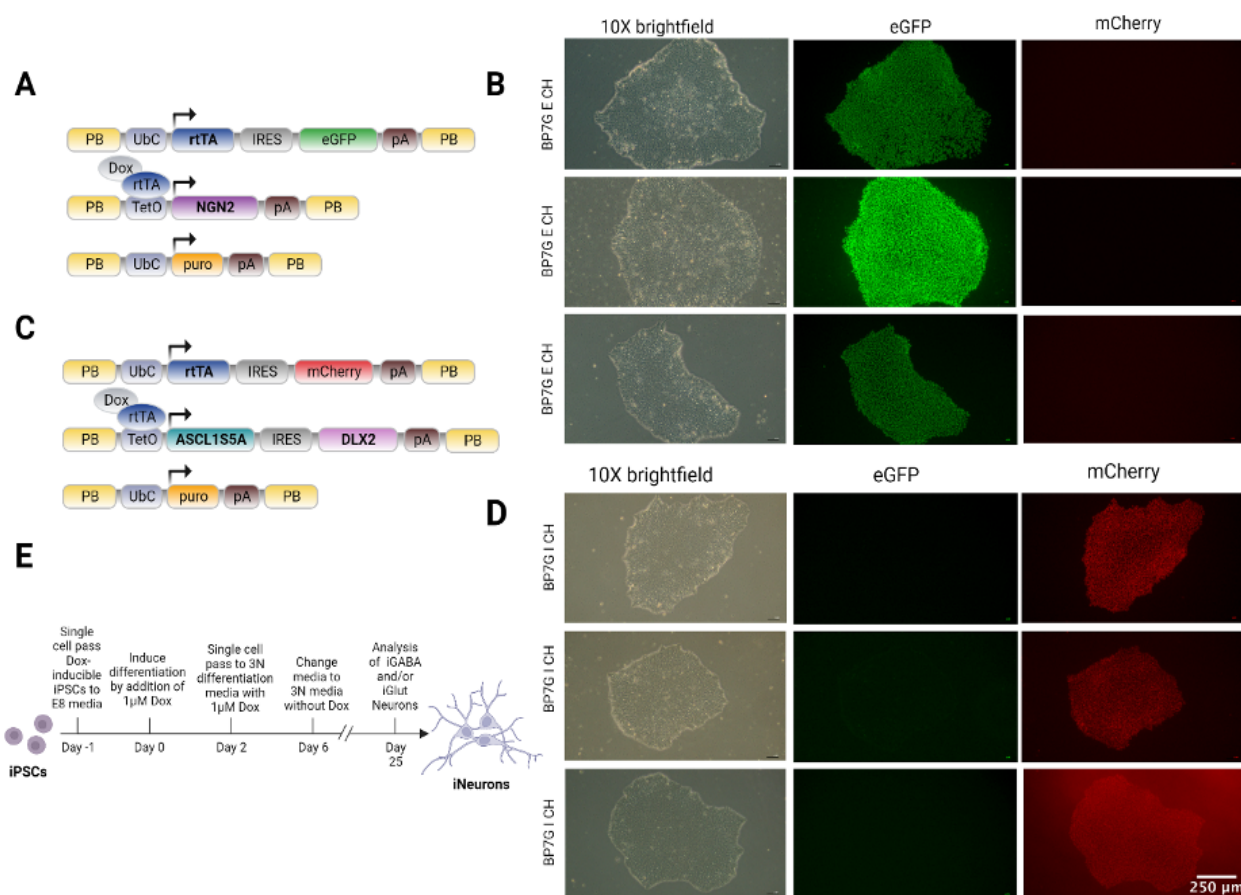 A
PB UbC rtTA IRES eGFP pA PB
Dox
rtTA
PB TetO NGN2 pA PB
PB UbC puro pA PB
B
10X brightfield eGFP mCherry
BP7G E CH
BP7G E CH
BP7G E CH
C
PB UbC rtTA IRES mCherry pA PB
Dox
rtTA
PB TetO ASCL1S5A IRES DLX2 pA PB
PB UbC puro pA PB
D
10X brightfield eGFP mCherry
BP7G I CH
BP7G I CH
BP7G I CH
250 µm
E
Single
cell pass
Dox-
inducible
iPSCs to
E8 media
Induce
differentiation
by addition of
1µM Dox
Single cell
pass to 3N
differentiation
media with
1µM Dox
Change
media to
3N media
without Dox
Analysis
of iGABA
and/or
iGlut
Neurons
Day -1
Day 0
Day 2
Day 6
Day
25
iPSCs
iNeurons